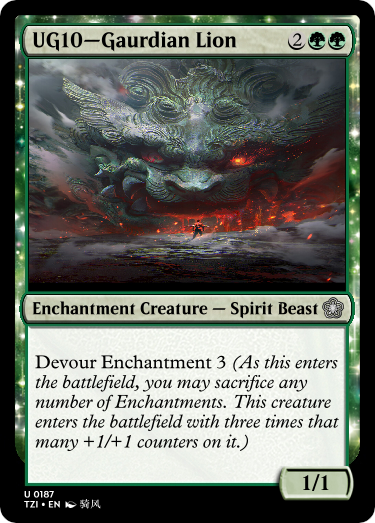 UG10—Gaurdian Lion 2
Enchantment Creature — Spirit Beast
Devour Enchantment 3 (As this enters
the battlefield, you may sacrifice any
number of Enchantments. This creature
enters the battlefield with three times that
many +1/+1 counters on it.)
1/1
U 0187
TZI • EN 骑风